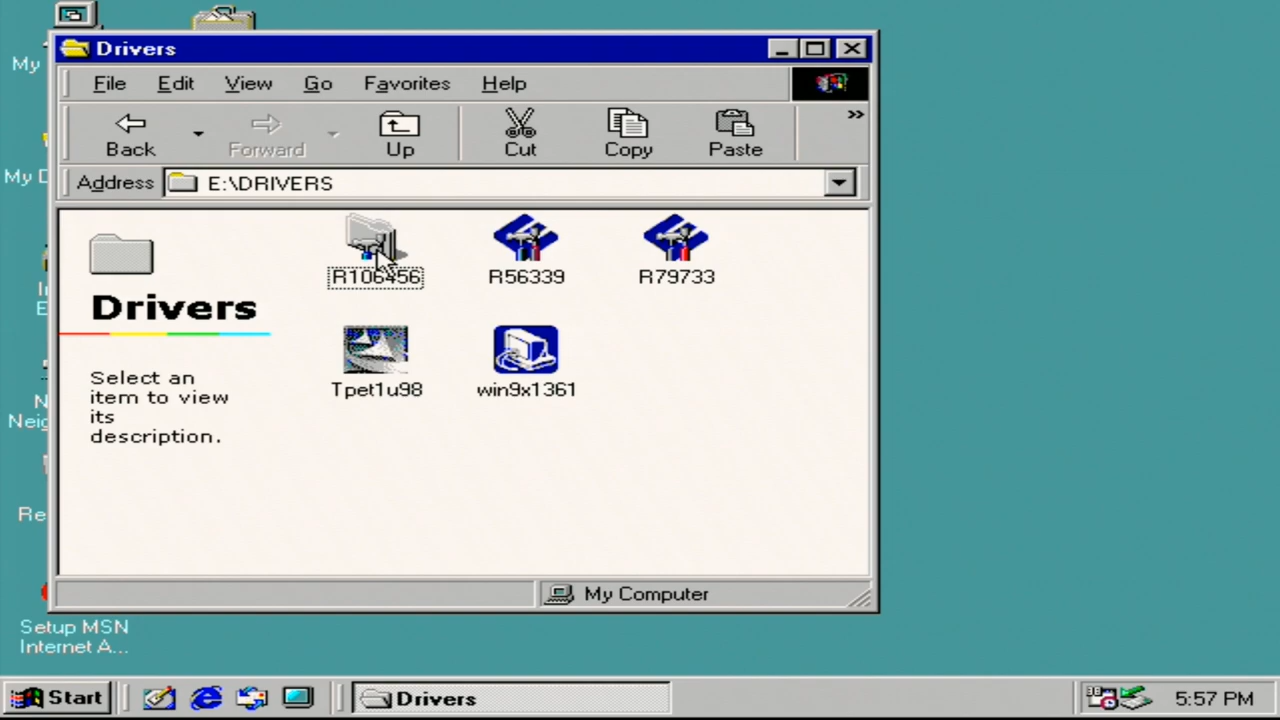 My
Drivers
File Edit View Go Favorites Help
Back Forward Up Cut Copy Paste
Address E:\DRIVERS
My D
R106456 R56339 R79733
Drivers
Select an
item to view
its
description.
Tpet1u98 win9x1361
In
E
N
Neig
Re
My Computer
Setup MSN
Internet A...
Start Drivers 5:57 PM